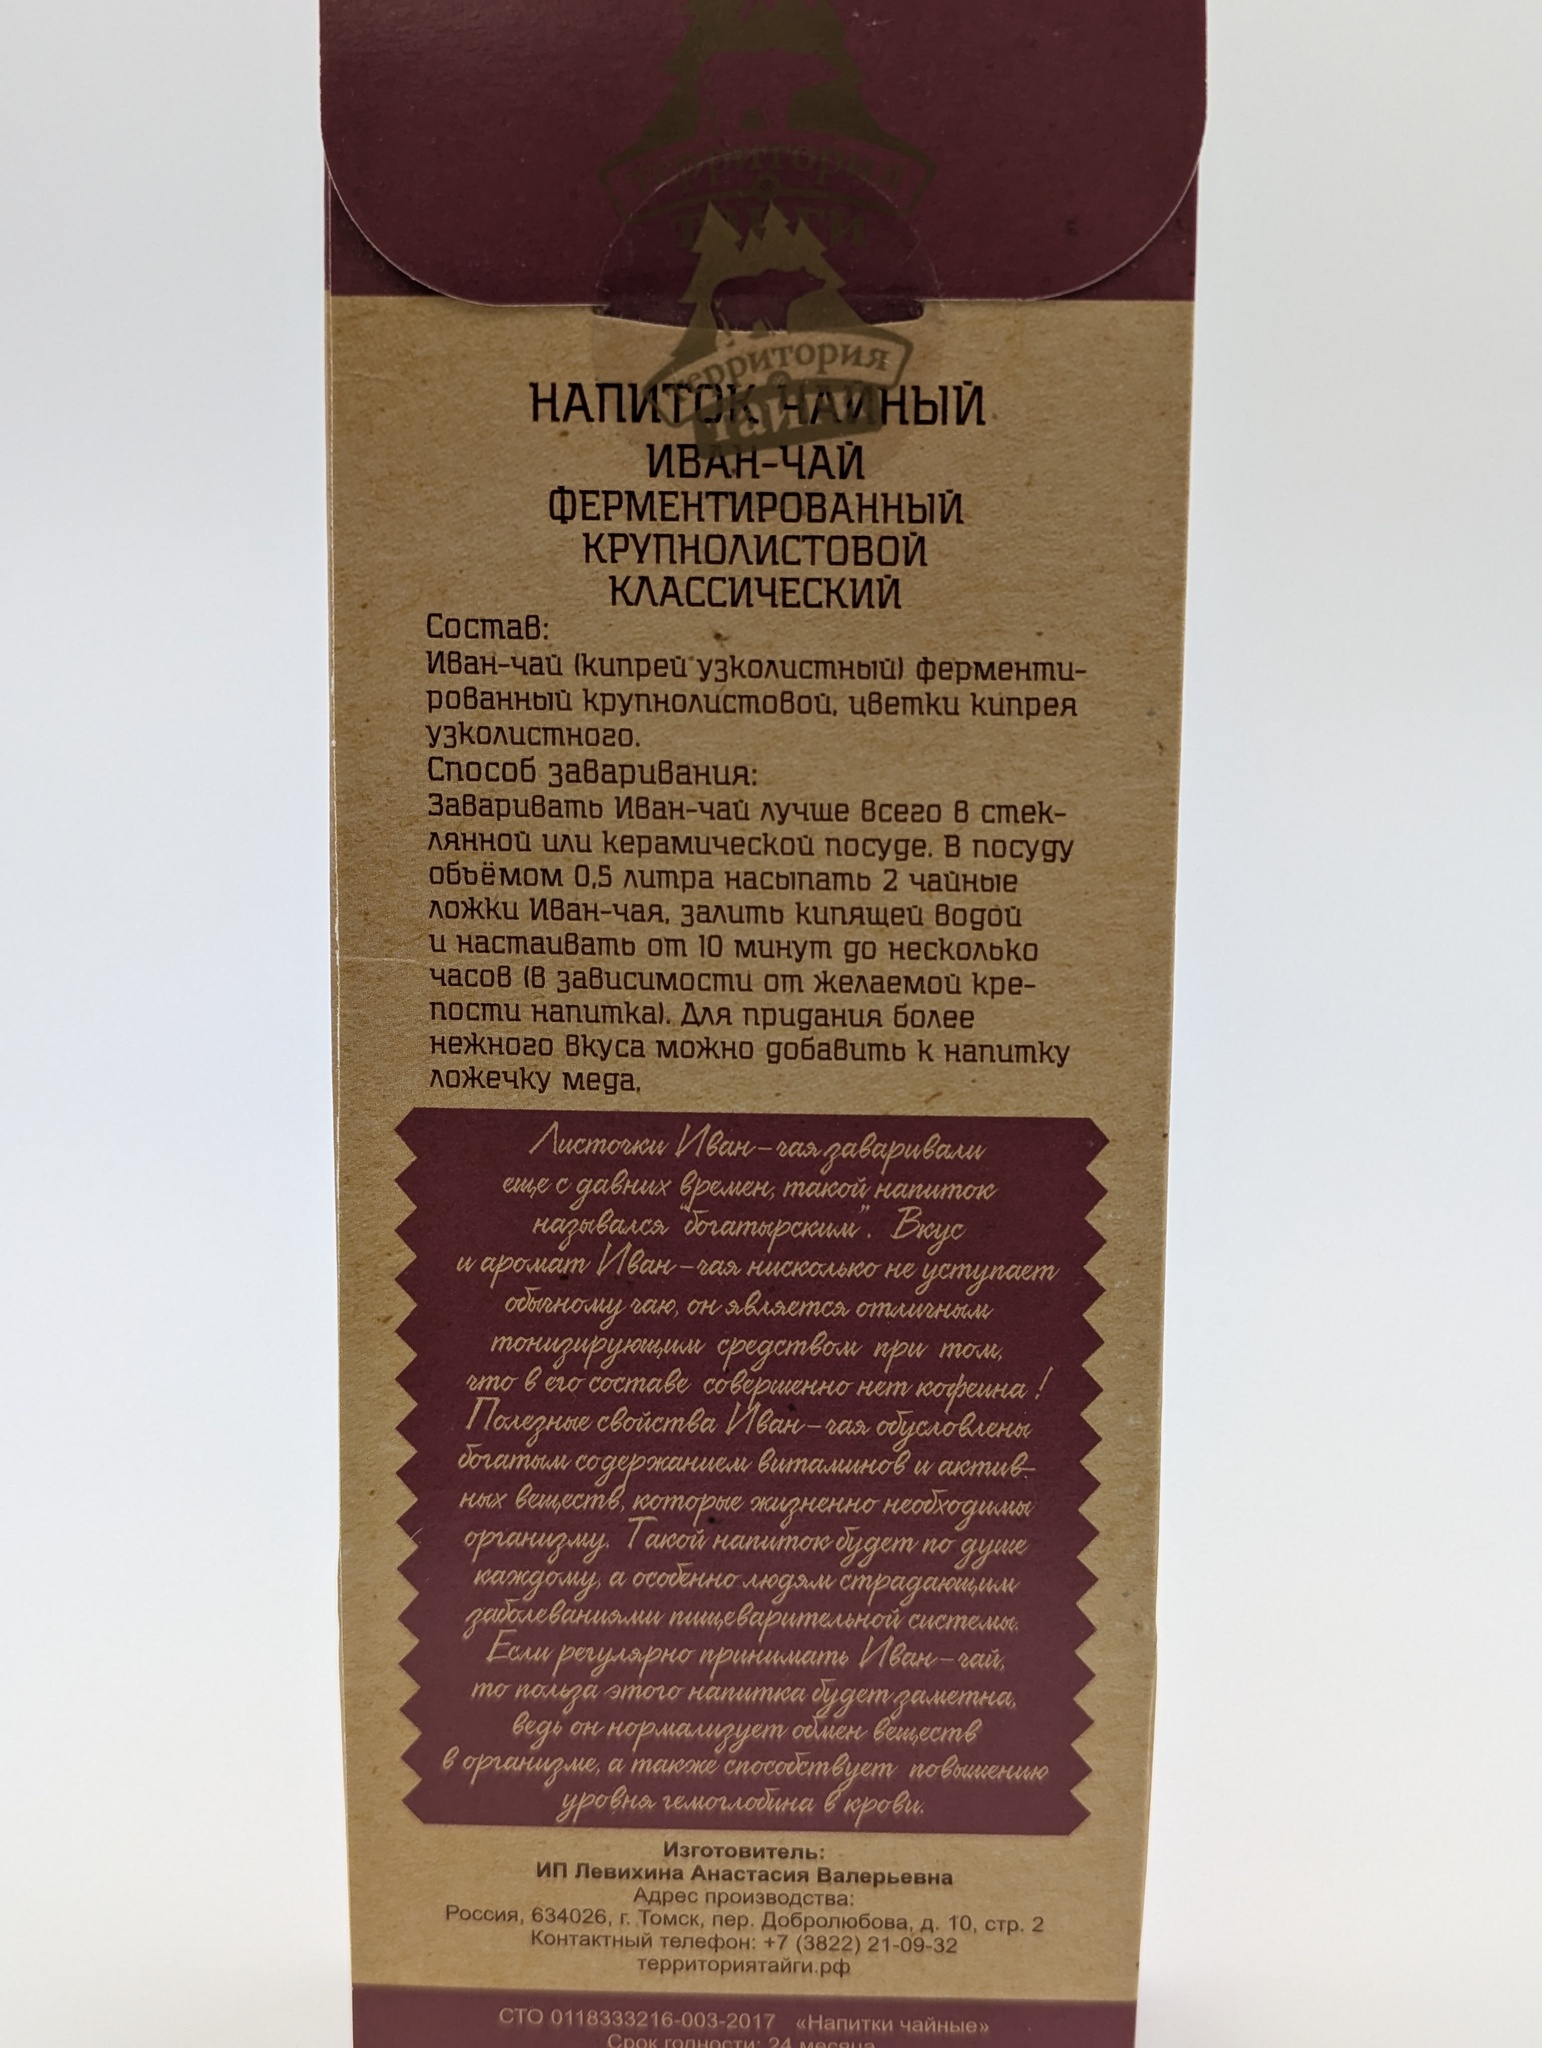 территория
ТАЙГИ
территория
ТАЙГИ
НАПИТОК ЧАЙНЫЙ
ИВАН-ЧАЙ
ФЕРМЕНТИРОВАННЫЙ
КРУПНОЛИСТОВОЙ
КЛАССИЧЕСКИЙ
Состав:
Иван-чай (кипрей узколистный) ферменти-
рованный крупнолистовой, цветки кипрея
узколистного.
Способ заваривания:
Заваривать Иван-чай лучше всего в стек-
лянной или керамической посуде. В посуду
объёмом 0,5 литра насыпать 2 чайные
ложки Иван-чая, залить кипящей водой
и настаивать от 10 минут до несколько
часов (в зависимости от желаемой кре-
пости напитка). Для придания более
нежного вкуса можно добавить к напитку
ложечку меда.
Листочки Иван-чая заваривали
еще с давних времен, такой напиток
назывался "богатырским". Вкус
и аромат Иван-чая нисколько не уступает
обычному чаю, он является отличным
тонизирующим средством при том,
что в его составе совершенно нет кофеина!
Полезные свойства Иван-чая обусловлены
богатым содержанием витаминов и актив-
ных веществ, которые жизненно необходимы
организму. Такой напиток будет по душе
каждому, а особенно людям страдающим
заболеваниями пищеварительной системы.
Если регулярно принимать Иван-чай,
то польза этого напитка будет заметна,
ведь он нормализует обмен веществ
в организме, а также способствует повышению
уровня гемоглобина в крови.
Изготовитель:
ИП Левихина Анастасия Валерьевна
Адрес производства:
Россия, 634026, г. Томск, пер. Добролюбова, д. 10, стр. 2
Контактный телефон: +7 (3822) 21-09-32
территориятайги.рф
СТО 0118333216-003-2017 «Напитки чайные»
Срок годности: 24 месяца